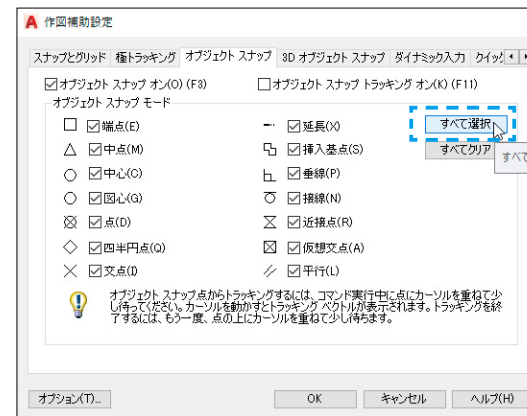 作図補助設定
スナップとグリッド 極トラッキング オブジェクト スナップ 3D オブジェクト スナップ ダイナミック入力 クイック
オブジェクト スナップ オン(O) (F3) オブジェクト スナップ トラッキング オン(K) (F11)
オブジェクト スナップ モード
端点(E) 延長(X) すべて選択
中点(M) 挿入基点(S) すべてクリア すべて
中心(C) 垂線(P)
図心(G) 接線(N)
点(D) 近接点(R)
四半円点(Q) 仮想交点(A)
交点(I) 平行(L)
オブジェクト スナップ点からトラッキングするには、コマンド実行中に点にカーソルを重ねて少
し待ってください。カーソルを動かすとトラッキング ベクトルが表示されます。トラッキングを終
了するには、もう一度、点の上にカーソルを重ねて少し待ちます。
オプション(T)... OK キャンセル ヘルプ(H)